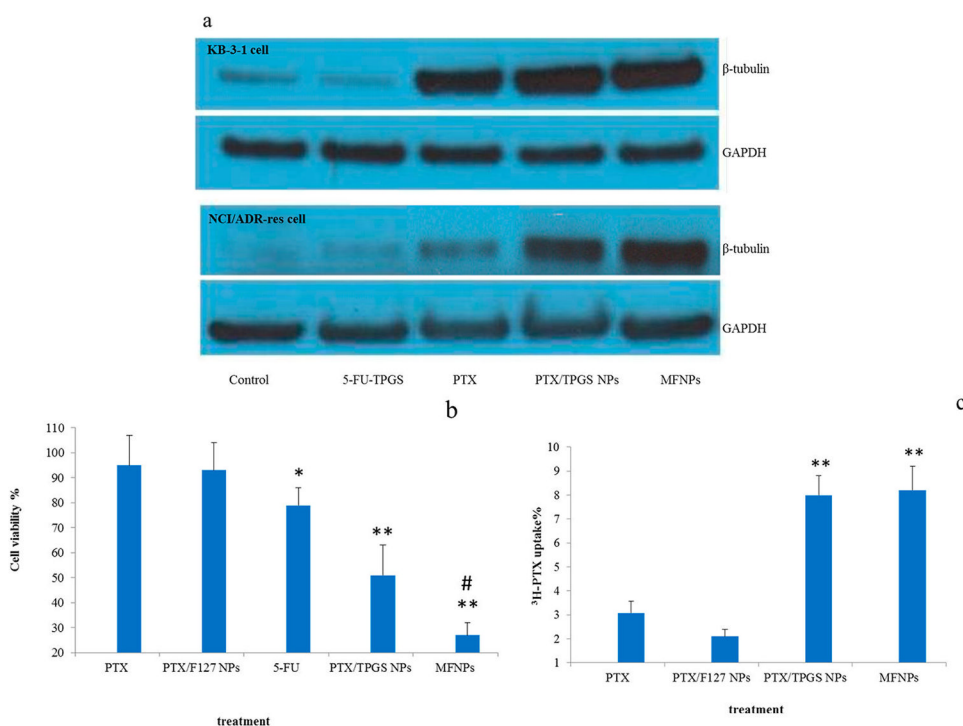 a
KB-3-1 cell
β-tubulin
GAPDH
NCI/ADR-res cell
β-tubulin
GAPDH
Control 5-FU-TPGS PTX PTX/TPGS NPs MFNPs
b
Cell viability %
110
100
90
80
70
60
50
40
30
20
*
**
#
**
PTX PTX/F127 NPs 5-FU PTX/TPGS NPs MFNPs
treatment
c
³H-PTX uptake%
10
9
8
7
6
5
4
3
2
1
**
**
PTX PTX/F127 NPs PTX/TPGS NPs MFNPs
treatment